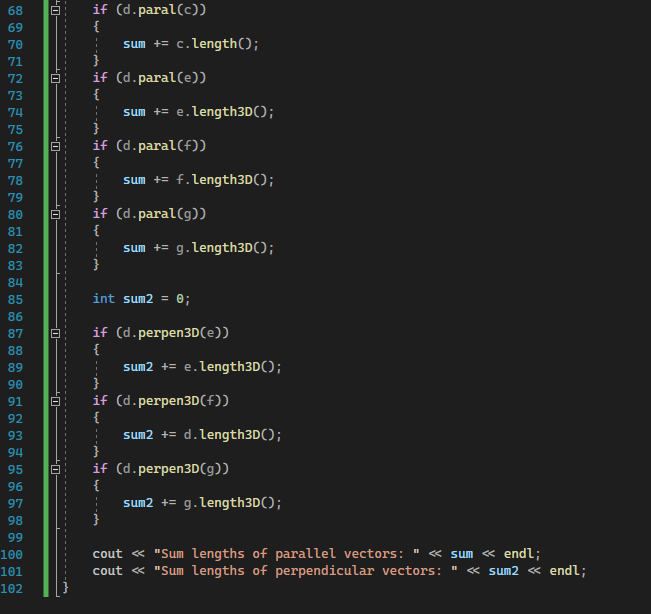 68 if (d.paral(c))
69 {
70 sum += c.length();
71 }
72 if (d.paral(e))
73 {
74 sum += e.length3D();
75 }
76 if (d.paral(f))
77 {
78 sum += f.length3D();
79 }
80 if (d.paral(g))
81 {
82 sum += g.length3D();
83 }
84
85 int sum2 = 0;
86
87 if (d.perpen3D(e))
88 {
89 sum2 += e.length3D();
90 }
91 if (d.perpen3D(f))
92 {
93 sum2 += d.length3D();
94 }
95 if (d.perpen3D(g))
96 {
97 sum2 += g.length3D();
98 }
99
100 cout << "Sum lengths of parallel vectors: " << sum << endl;
101 cout << "Sum lengths of perpendicular vectors: " << sum2 << endl;
102 }